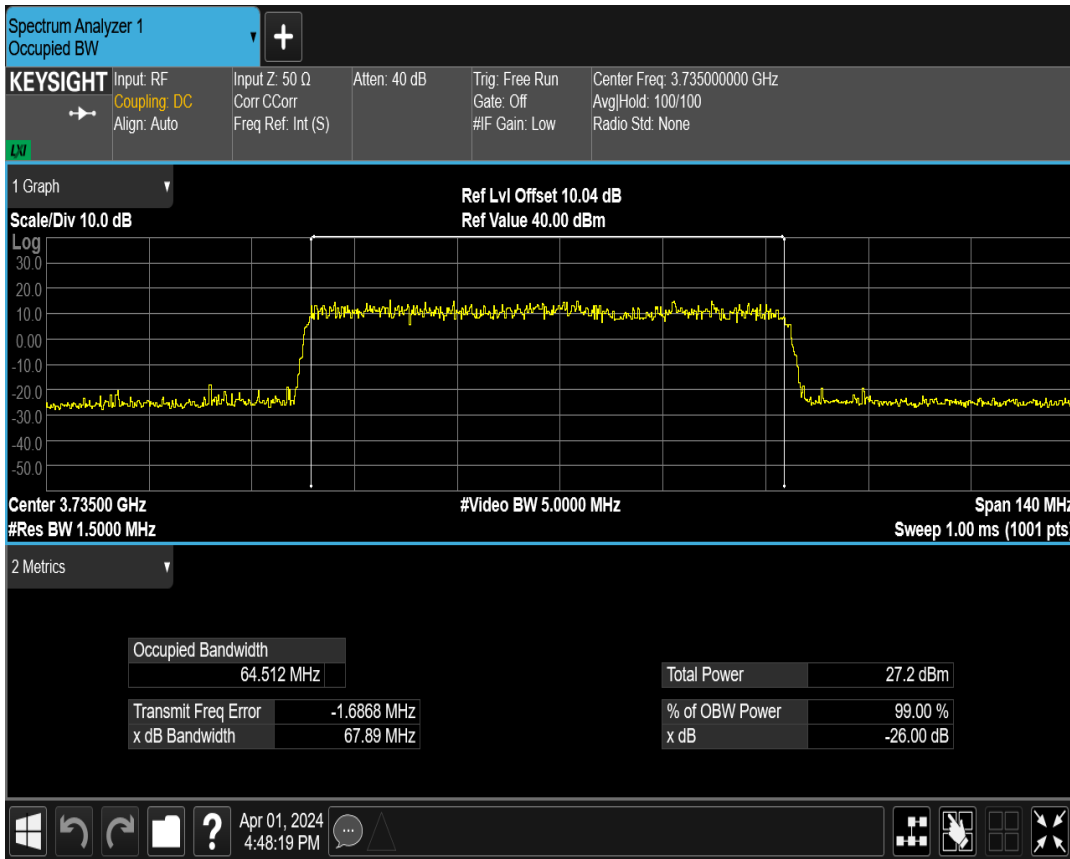 Spectrum Analyzer 1
Occupied BW
+
KEYSIGHT
LXI
Input: RF
Coupling: DC
Align: Auto
Input Z: 50 Ω
Corr CCorr
Freq Ref: Int (S)
Atten: 40 dB
Trig: Free Run
Gate: Off
#IF Gain: Low
Center Freq: 3.735000000 GHz
Avg|Hold: 100/100
Radio Std: None
1 Graph
Scale/Div 10.0 dB
Ref Lvl Offset 10.04 dB
Ref Value 40.00 dBm
Log
30.0
20.0
10.0
0.00
-10.0
-20.0
-30.0
-40.0
-50.0
Center 3.73500 GHz
#Video BW 5.0000 MHz
Span 140 MHz
#Res BW 1.5000 MHz
Sweep 1.00 ms (1001 pts)
2 Metrics
Occupied Bandwidth
64.512 MHz
Total Power 27.2 dBm
Transmit Freq Error -1.6868 MHz
% of OBW Power 99.00 %
x dB Bandwidth 67.89 MHz
x dB -26.00 dB
?
Apr 01, 2024
4:48:19 PM